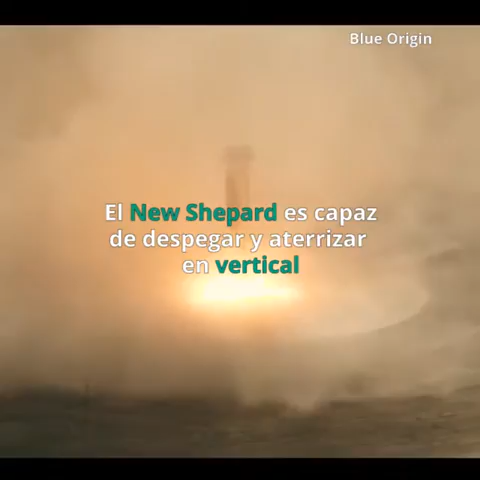 Blue Origin
El New Shepard es capaz
de despegar y aterrizar
en vertical